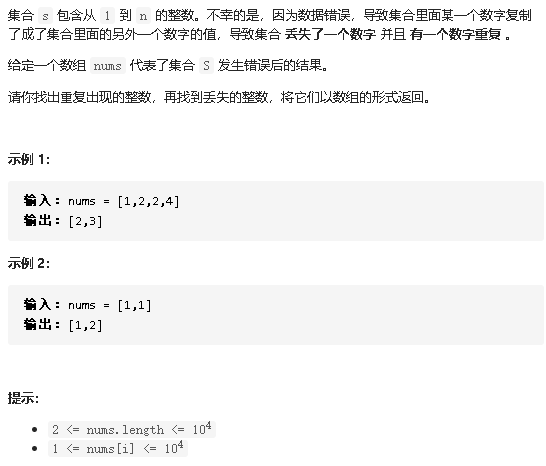 集合 s 包含从 1 到 n 的整数。不幸的是，因为数据错误，导致集合里面某一个数字复制
了成了集合里面的另外一个数字的值，导致集合 丢失了一个数字 并且 有一个数字重复 。
给定一个数组 nums 代表了集合 S 发生错误后的结果。
请你找出重复出现的整数，再找到丢失的整数，将它们以数组的形式返回。
示例 1：
输入：nums = [1,2,2,4]
输出：[2,3]
示例 2：
输入：nums = [1,1]
输出：[1,2]
提示：
• 2 <= nums.length <= 10⁴
• 1 <= nums[i] <= 10⁴